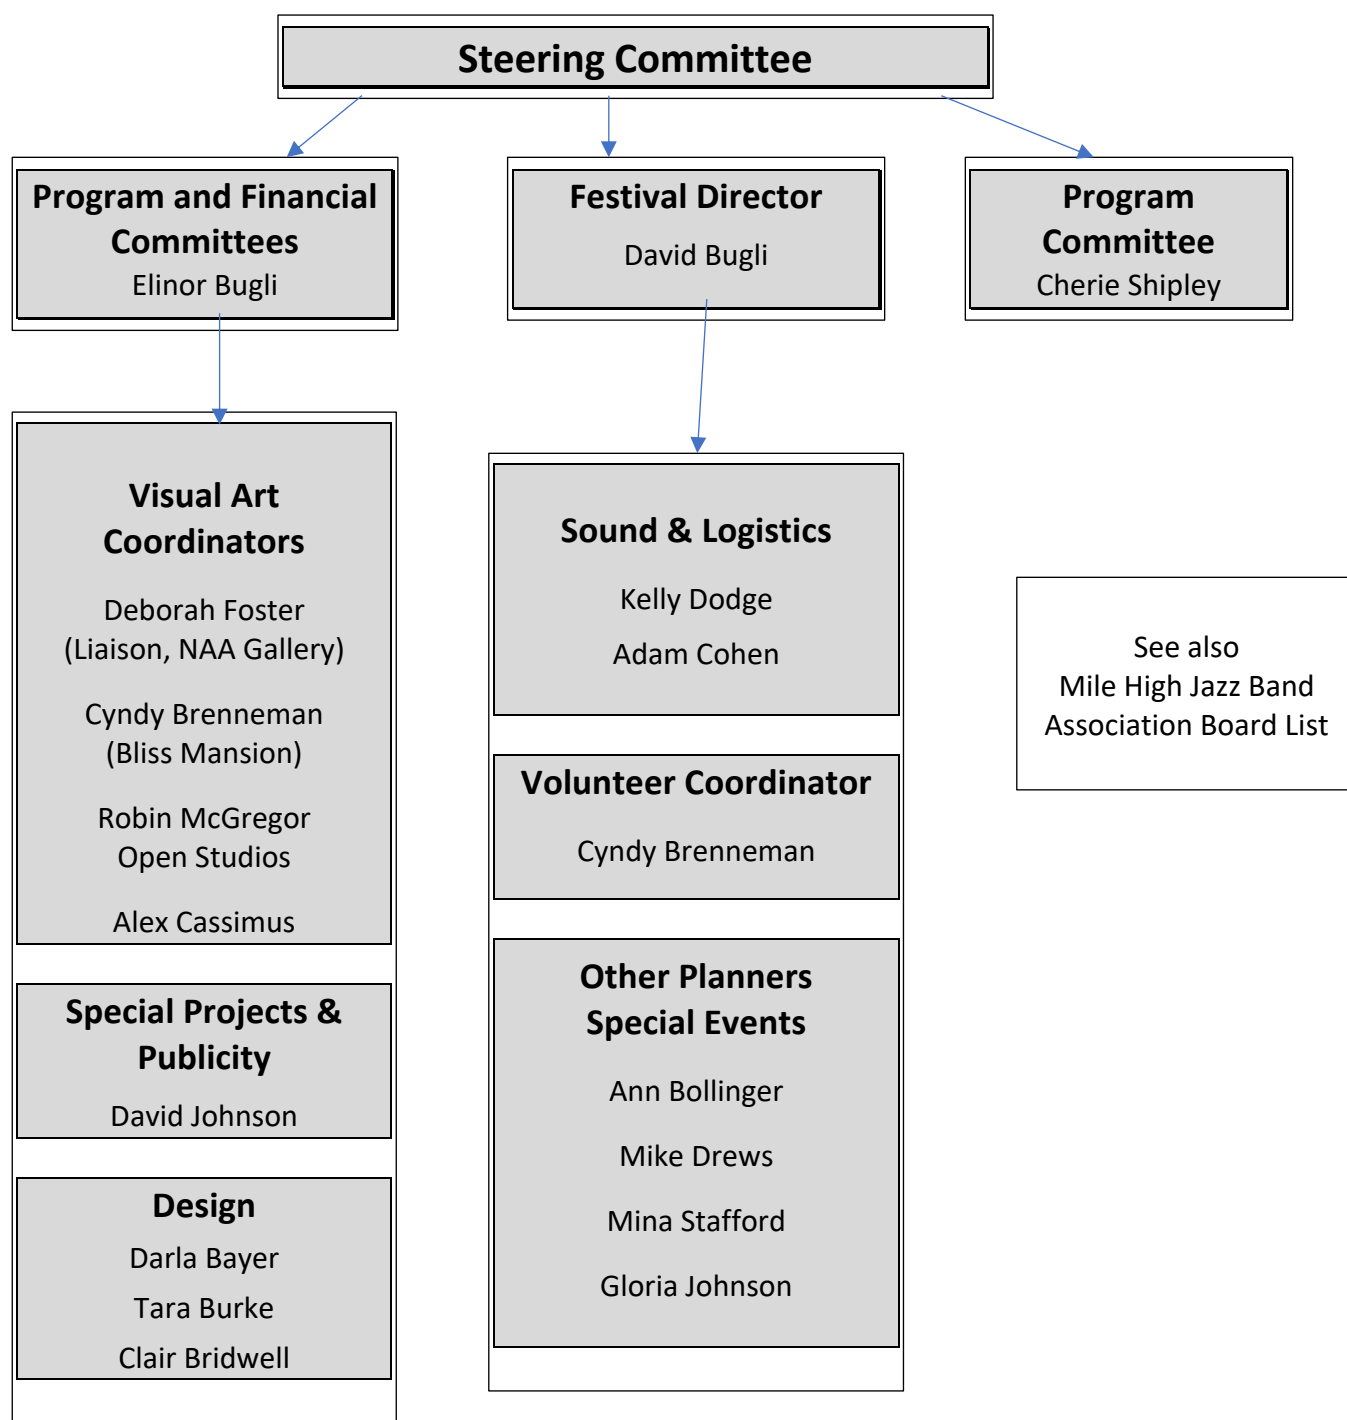 Steering Committee
Program and Financial
Committees
Elinor Bugli
Festival Director
David Bugli
Program
Committee
Cherie Shipley
Visual Art
Coordinators
Deborah Foster
(Liaison, NAA Gallery)
Cyndy Brenneman
(Bliss Mansion)
Robin McGregor
Open Studios
Alex Cassimus
Special Projects &
Publicity
David Johnson
Design
Darla Bayer
Tara Burke
Clair Bridwell
Sound & Logistics
Kelly Dodge
Adam Cohen
Volunteer Coordinator
Cyndy Brenneman
Other Planners
Special Events
Ann Bollinger
Mike Drews
Mina Stafford
Gloria Johnson
See also
Mile High Jazz Band
Association Board List